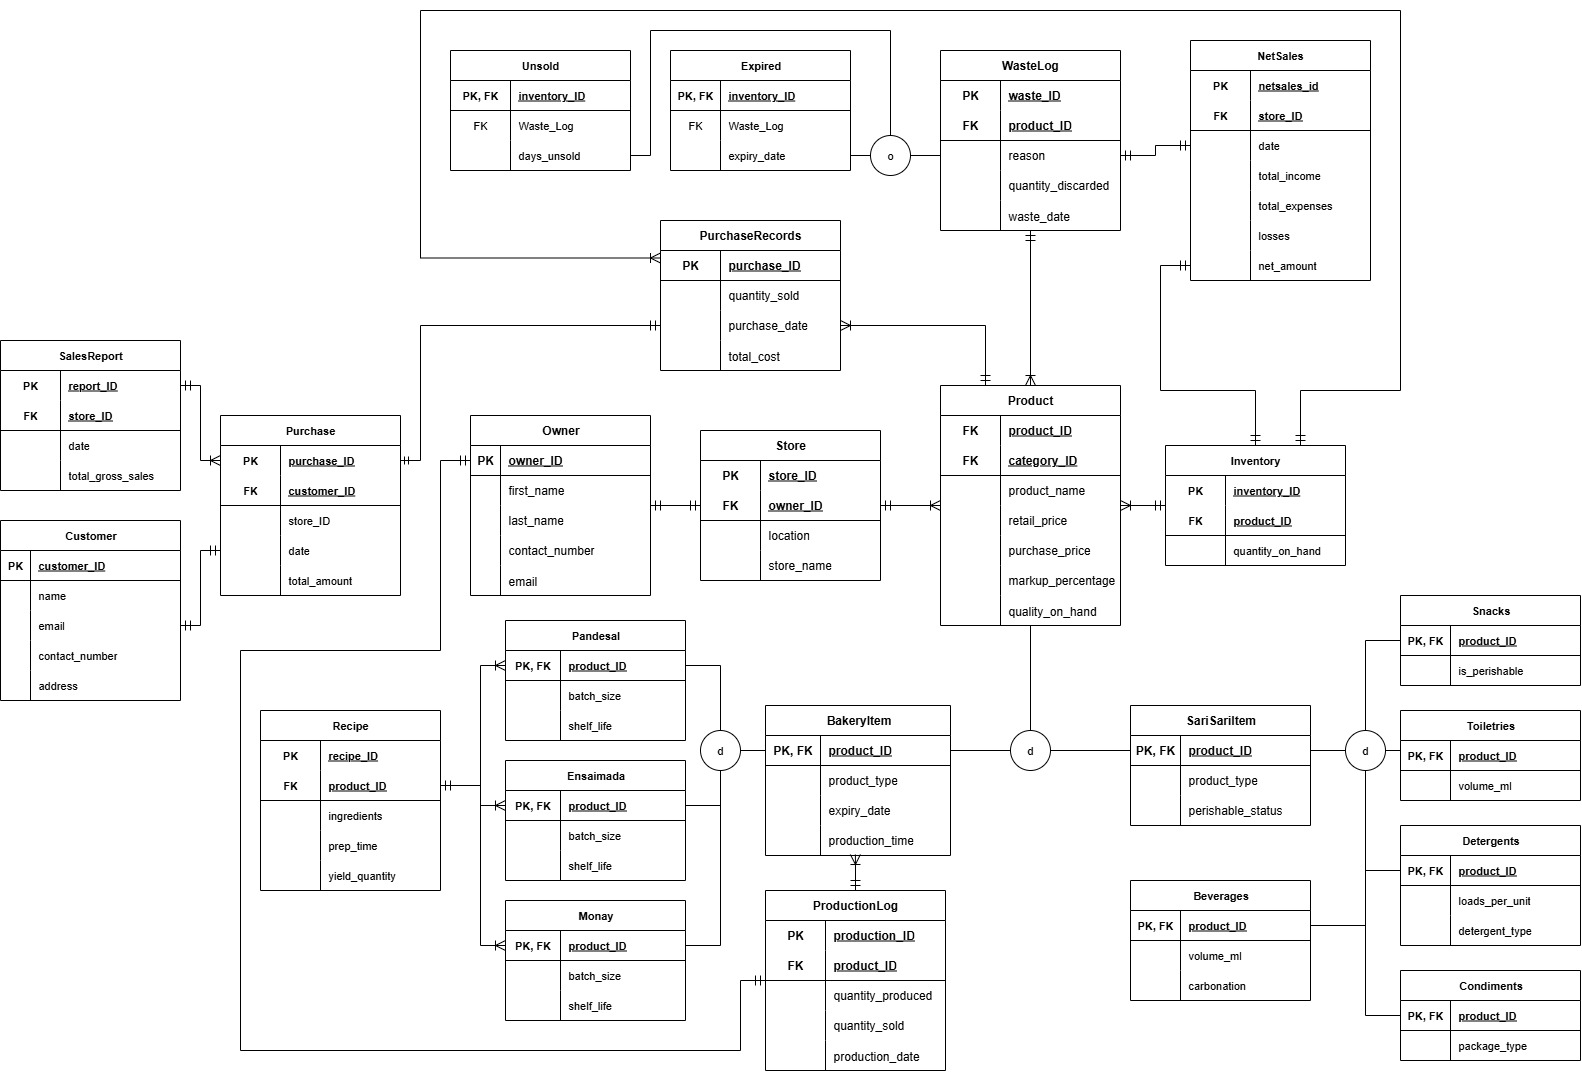 Unsold
PK, FK inventory_ID
FK Waste_Log
days_unsold
Expired
PK, FK inventory_ID
FK Waste_Log
expiry_date
o
WasteLog
PK waste_ID
FK product_ID
reason
quantity_discarded
waste_date
NetSales
PK netsales_id
FK store_ID
date
total_income
total_expenses
losses
net_amount
PurchaseRecords
PK purchase_ID
quantity_sold
purchase_date
total_cost
SalesReport
PK report_ID
FK store_ID
date
total_gross_sales
Purchase
PK purchase_ID
FK customer_ID
store_ID
date
total_amount
Owner
PK owner_ID
first_name
last_name
contact_number
email
Store
PK store_ID
FK owner_ID
location
store_name
Product
FK product_ID
FK category_ID
product_name
retail_price
purchase_price
markup_percentage
quality_on_hand
Inventory
PK inventory_ID
FK product_ID
quantity_on_hand
Customer
PK customer_ID
name
email
contact_number
address
Recipe
PK recipe_ID
FK product_ID
ingredients
prep_time
yield_quantity
Pandesal
PK, FK product_ID
batch_size
shelf_life
Ensaimada
PK, FK product_ID
batch_size
shelf_life
Monay
PK, FK product_ID
batch_size
shelf_life
d
BakeryItem
PK, FK product_ID
product_type
expiry_date
production_time
d
SariSariItem
PK, FK product_ID
product_type
perishable_status
d
ProductionLog
PK production_ID
FK product_ID
quantity_produced
quantity_sold
production_date
Beverages
PK, FK product_ID
volume_ml
carbonation
Snacks
PK, FK product_ID
is_perishable
Toiletries
PK, FK product_ID
volume_ml
Detergents
PK, FK product_ID
loads_per_unit
detergent_type
Condiments
PK, FK product_ID
package_type